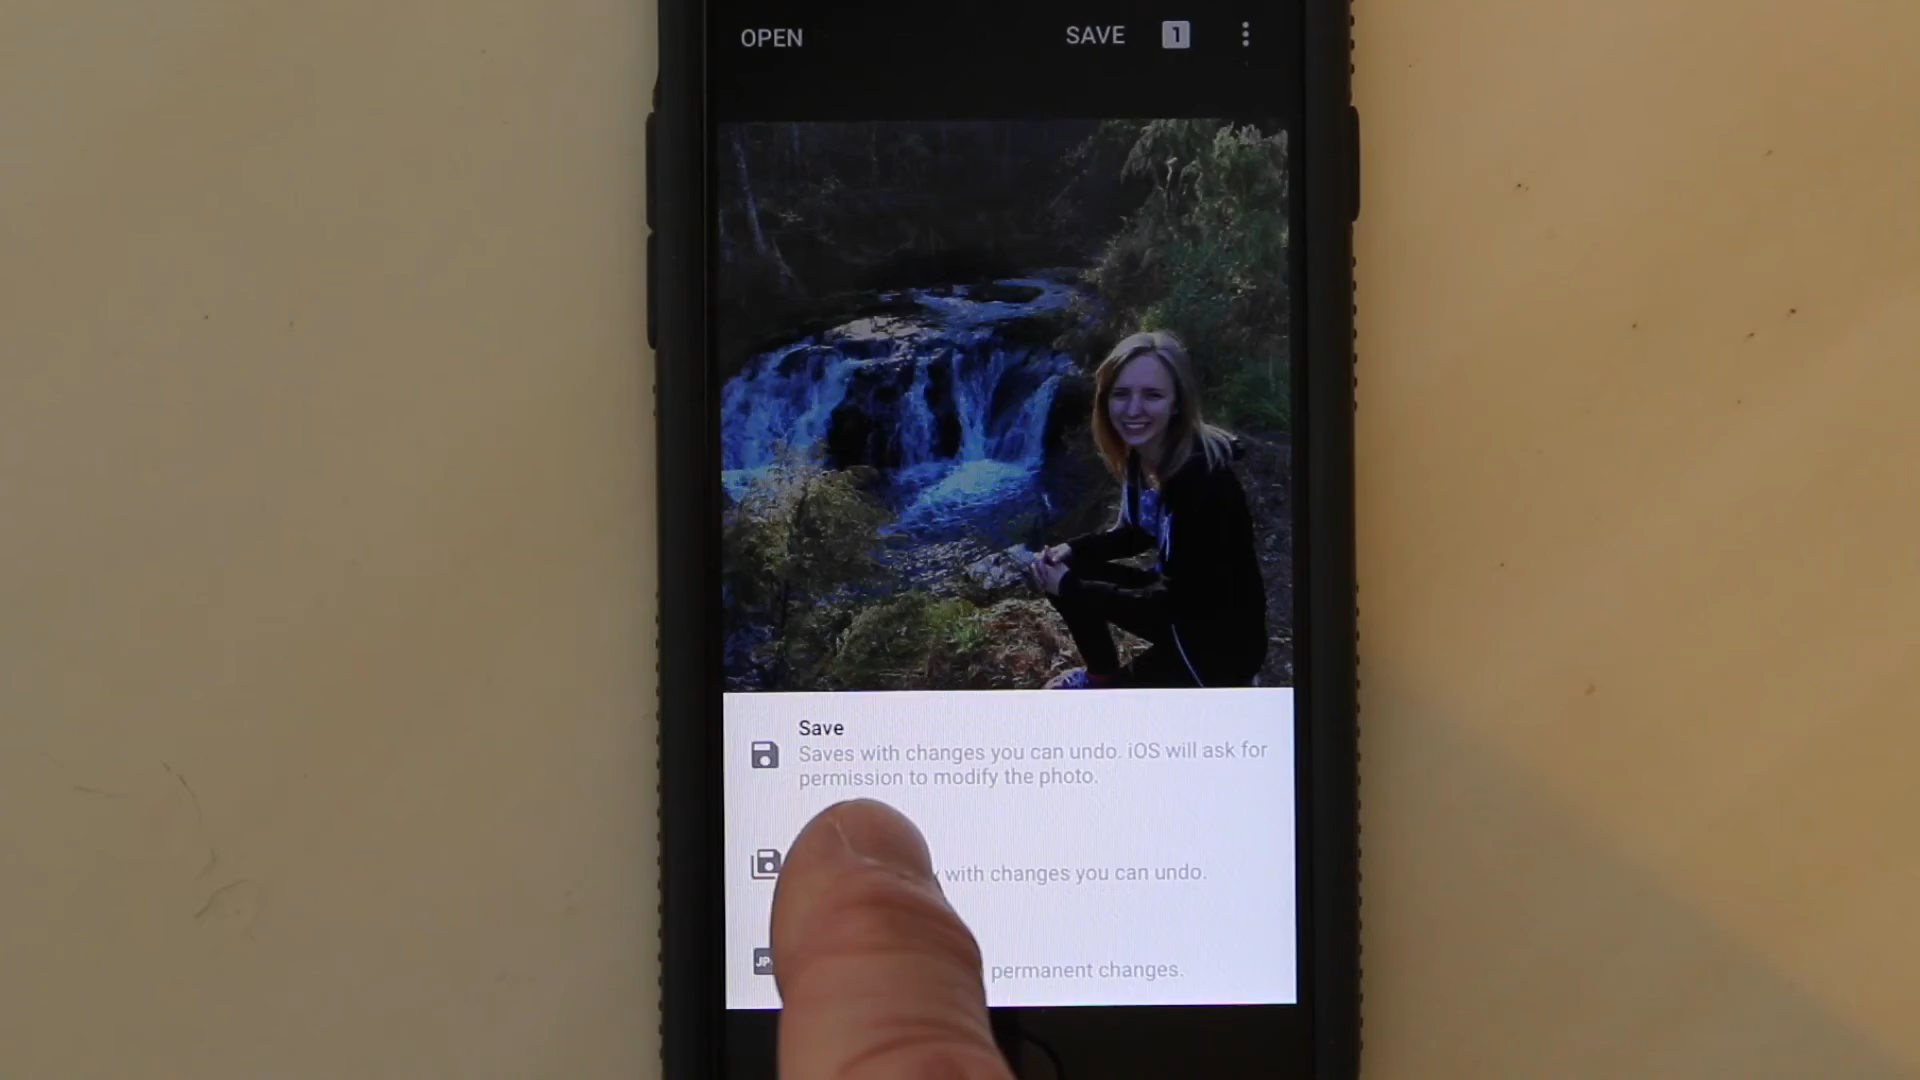 OPEN SAVE 1
Save
Saves with changes you can undo. iOS will ask for
permission to modify the photo.
with changes you can undo.
JP
permanent changes.